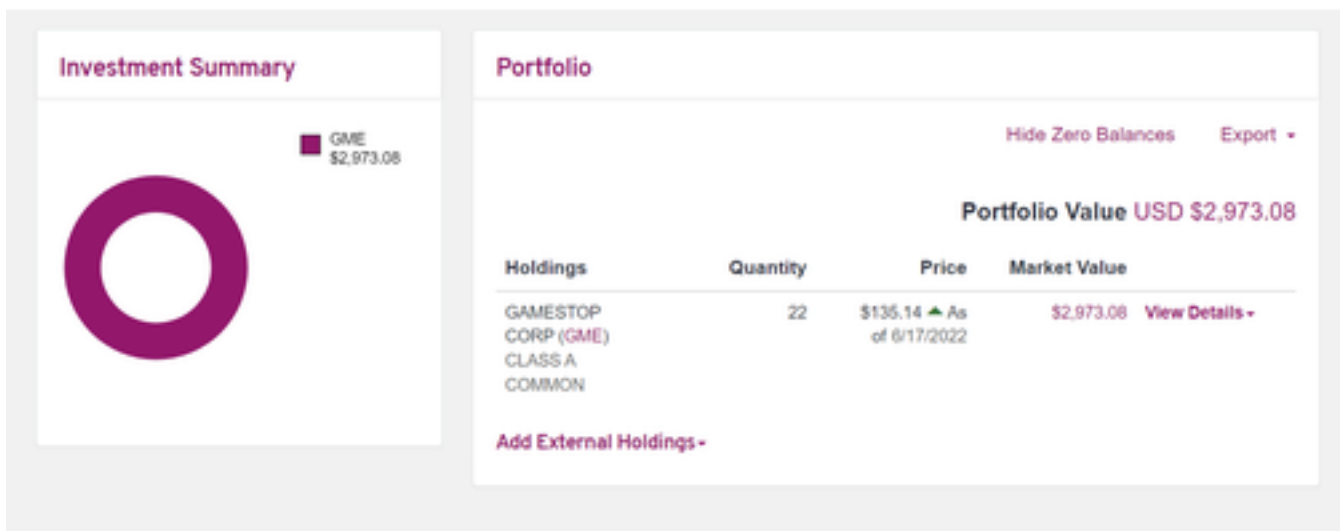 Investment Summary
GME
$2,973.08
Portfolio
Hide Zero Balances Export
Portfolio Value USD $2,973.08
Holdings Quantity Price Market Value
GAMESTOP 22 $135.14 As $2,973.08 View Details
CORP (GME) of 6/17/2022
CLASS A
COMMON
Add External Holdings